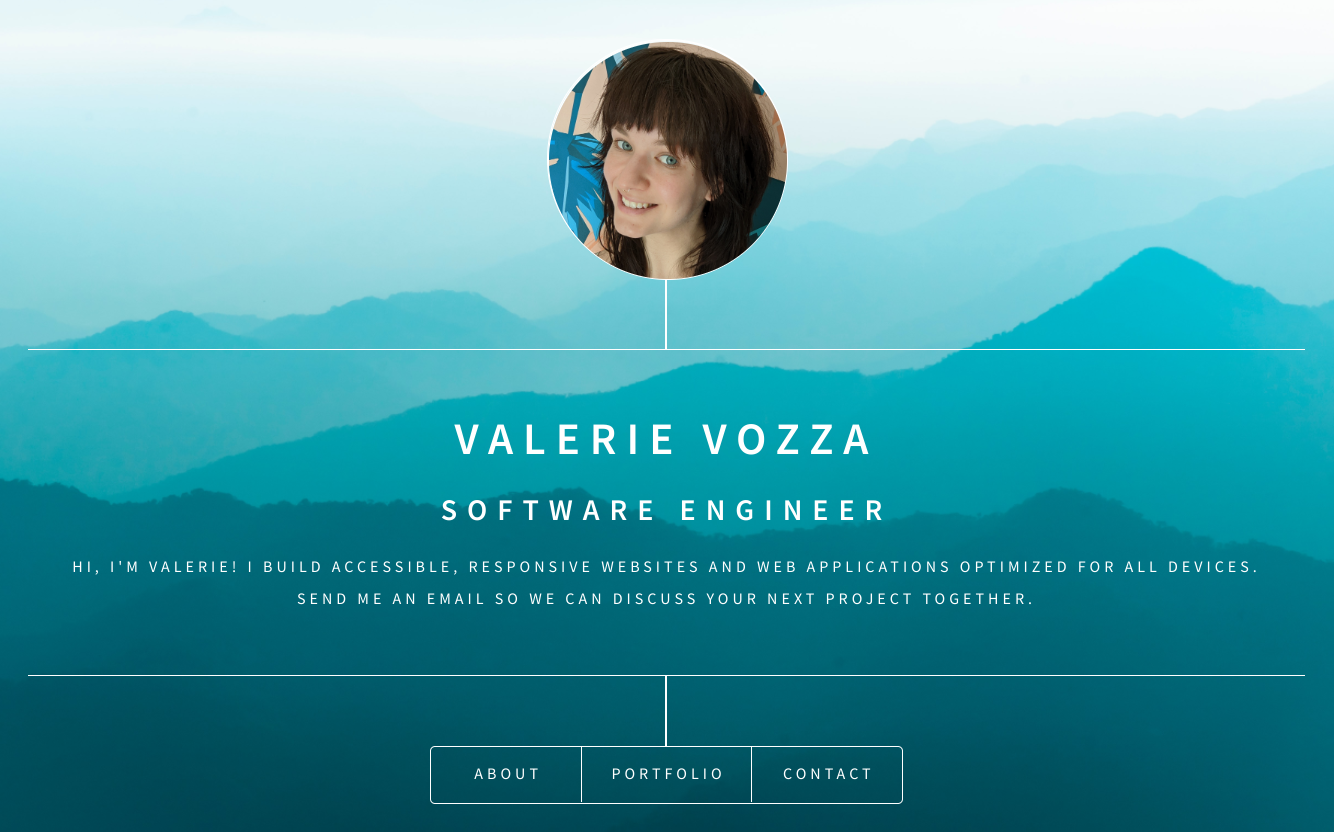 VALERIE VOZZA
SOFTWARE ENGINEER
HI, I'M VALERIE! I BUILD ACCESSIBLE, RESPONSIVE WEBSITES AND WEB APPLICATIONS OPTIMIZED FOR ALL DEVICES.
SEND ME AN EMAIL SO WE CAN DISCUSS YOUR NEXT PROJECT TOGETHER.
ABOUT PORTFOLIO CONTACT